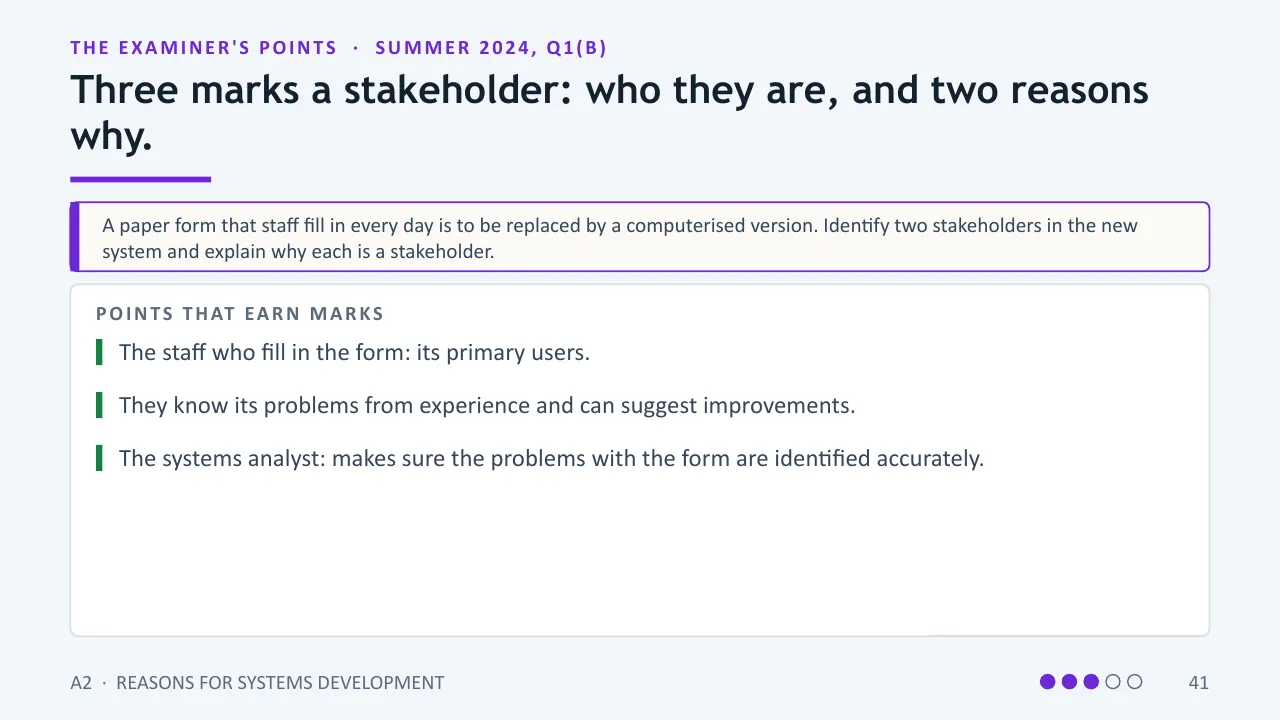 THE EXAMINER'S POINTS · SUMMER 2024, Q1(B)
Three marks a stakeholder: who they are, and two reasons
why.
A paper form that staff fill in every day is to be replaced by a computerised version. Identify two stakeholders in the new
system and explain why each is a stakeholder.
POINTS THAT EARN MARKS
The staff who fill in the form: its primary users.
They know its problems from experience and can suggest improvements.
The systems analyst: makes sure the problems with the form are identified accurately.
A2 · REASONS FOR SYSTEMS DEVELOPMENT
41